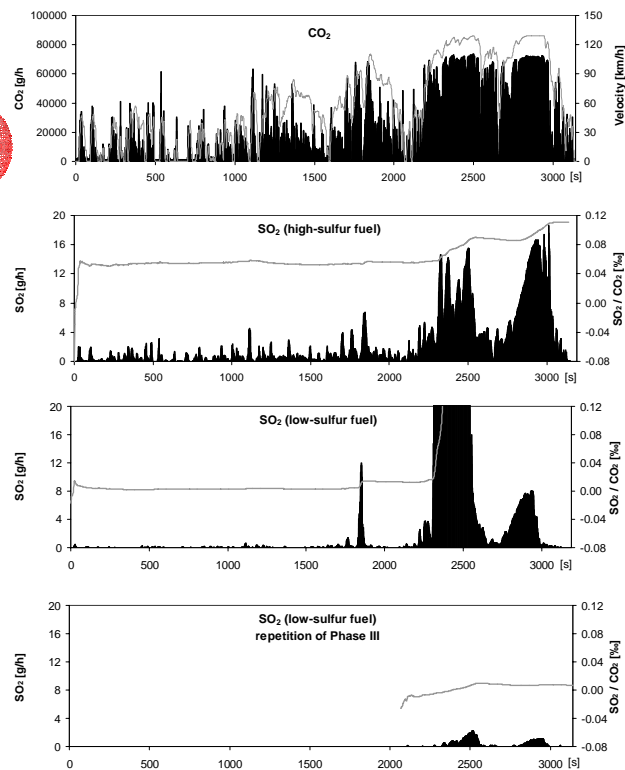 CO₂
CO₂ [g/h
Velocity [km/h]
100000
80000
60000
40000
20000
0
150
120
90
60
30
0
0 500 1000 1500 2000 2500 3000 [s]
SO₂ (high-sulfur fuel)
SO₂ [g/h]
SO₂ / CO₂ [‰]
20
16
12
8
4
0
0.12
0.08
0.04
0.00
-0.04
-0.08
0 500 1000 1500 2000 2500 3000 [s]
SO₂ (low-sulfur fuel)
SO₂ [g/h]
SO₂ / CO₂ [‰]
20
16
12
8
4
0
0.12
0.08
0.04
0.00
-0.04
-0.08
0 500 1000 1500 2000 2500 3000 [s]
SO₂ (low-sulfur fuel)
repetition of Phase III
SO₂ [g/h]
SO₂ / CO₂ [‰]
20
16
12
8
4
0
0.12
0.08
0.04
0.00
-0.04
-0.08
0 500 1000 1500 2000 2500 3000 [s]